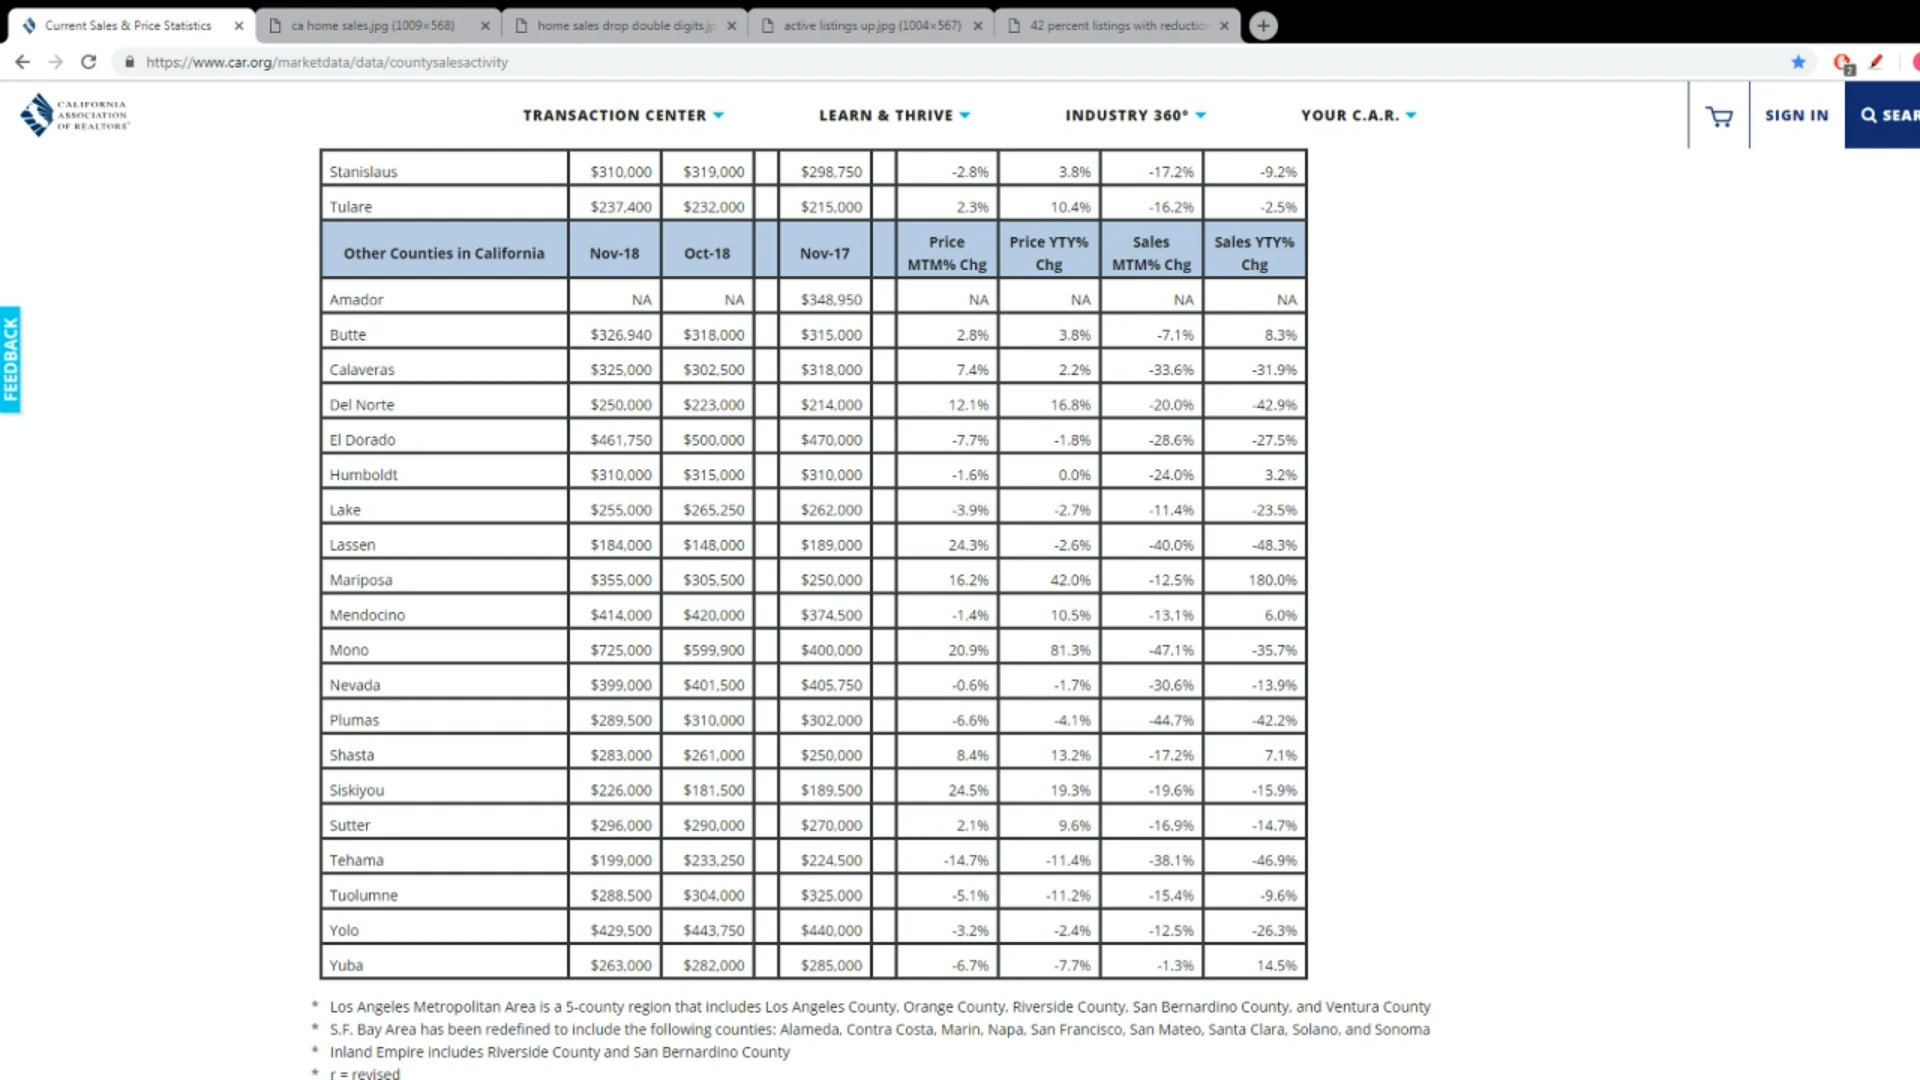 Current Sales & Price Statistics
ca home sales.jpg (1009×568)
home sales drop double digits.jp
active listings up.jpg (1004×567)
42 percent listings with reductio
https://www.car.org/marketdata/data/countysalesactivity
2
CALIFORNIA
ASSOCIATION
OF REALTORS®
TRANSACTION CENTER
LEARN & THRIVE
INDUSTRY 360°
YOUR C.A.R.
SIGN IN
SEAR
FEEDBACK
Stanislaus $310,000 $319,000 $298,750 -2.8% 3.8% -17.2% -9.2%
Tulare $237,400 $232,000 $215,000 2.3% 10.4% -16.2% -2.5%
Other Counties in California Nov-18 Oct-18 Nov-17 Price MTM% Chg Price YTY% Chg Sales MTM% Chg Sales YTY% Chg
Amador NA NA $348,950 NA NA NA NA
Butte $326,940 $318,000 $315,000 2.8% 3.8% -7.1% 8.3%
Calaveras $325,000 $302,500 $318,000 7.4% 2.2% -33.6% -31.9%
Del Norte $250,000 $223,000 $214,000 12.1% 16.8% -20.0% -42.9%
El Dorado $461,750 $500,000 $470,000 -7.7% -1.8% -28.6% -27.5%
Humboldt $310,000 $315,000 $310,000 -1.6% 0.0% -24.0% 3.2%
Lake $255,000 $265,250 $262,000 -3.9% -2.7% -11.4% -23.5%
Lassen $184,000 $148,000 $189,000 24.3% -2.6% -40.0% -48.3%
Mariposa $355,000 $305,500 $250,000 16.2% 42.0% -12.5% 180.0%
Mendocino $414,000 $420,000 $374,500 -1.4% 10.5% -13.1% 6.0%
Mono $725,000 $599,900 $400,000 20.9% 81.3% -47.1% -35.7%
Nevada $399,000 $401,500 $405,750 -0.6% -1.7% -30.6% -13.9%
Plumas $289,500 $310,000 $302,000 -6.6% -4.1% -44.7% -42.2%
Shasta $283,000 $261,000 $250,000 8.4% 13.2% -17.2% 7.1%
Siskiyou $226,000 $181,500 $189,500 24.5% 19.3% -19.6% -15.9%
Sutter $296,000 $290,000 $270,000 2.1% 9.6% -16.9% -14.7%
Tehama $199,000 $233,250 $224,500 -14.7% -11.4% -38.1% -46.9%
Tuolumne $288,500 $304,000 $325,000 -5.1% -11.2% -15.4% -9.6%
Yolo $429,500 $443,750 $440,000 -3.2% -2.4% -12.5% -26.3%
Yuba $263,000 $282,000 $285,000 -6.7% -7.7% -1.3% 14.5%
* Los Angeles Metropolitan Area is a 5-county region that includes Los Angeles County, Orange County, Riverside County, San Bernardino County, and Ventura County
* S.F. Bay Area has been redefined to include the following counties: Alameda, Contra Costa, Marin, Napa, San Francisco, San Mateo, Santa Clara, Solano, and Sonoma
* Inland Empire includes Riverside County and San Bernardino County
* r = revised